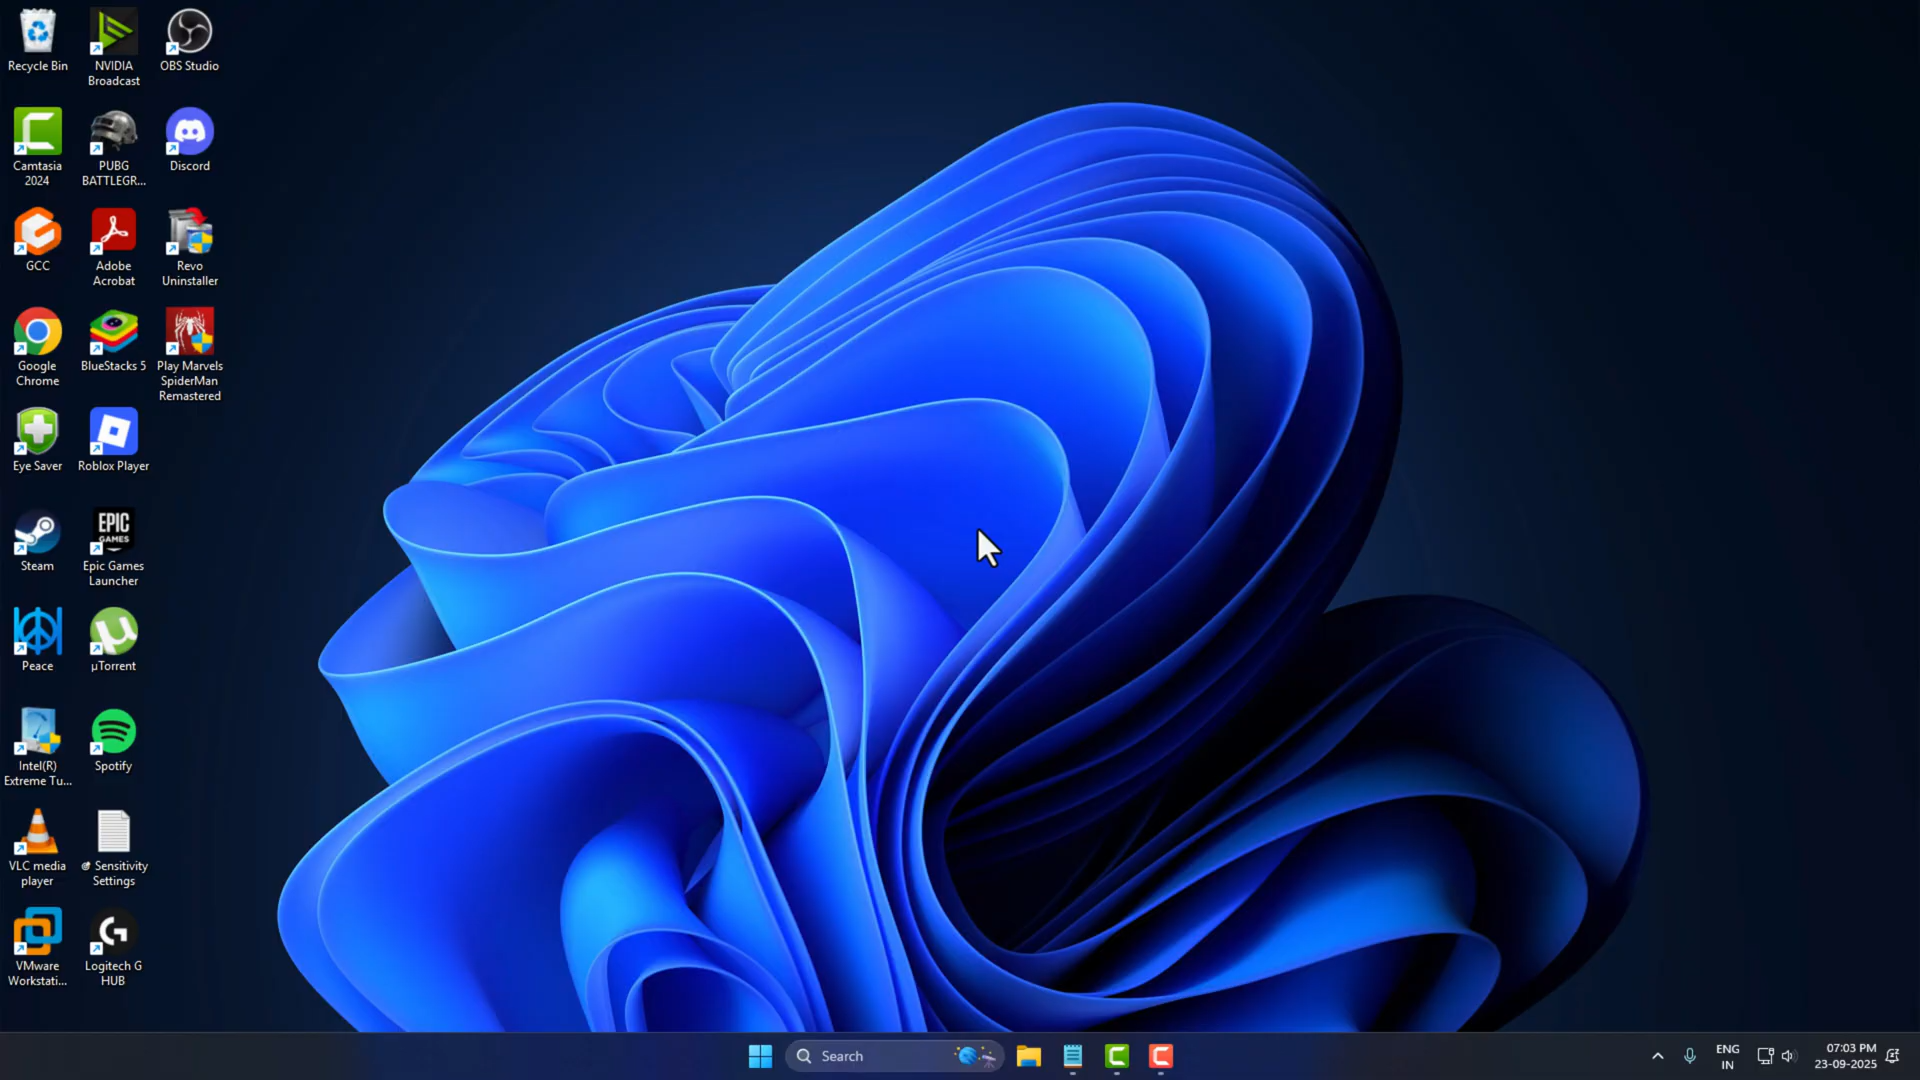 Recycle Bin
NVIDIA
Broadcast
OBS Studio
Camtasia
2024
PUBG
BATTLEGR...
Discord
GCC
Adobe
Acrobat
Revo
Uninstaller
Google
Chrome
BlueStacks 5
Play Marvels
SpiderMan
Remastered
Eye Saver
Roblox Player
Steam
EPIC
GAMES
Epic Games
Launcher
Peace
µTorrent
Intel(R)
Extreme Tu...
Spotify
VLC media
player
Sensitivity
Settings
VMware
Workstati...
Logitech G
HUB
Search
ENG
IN
07:03 PM
23-09-2025